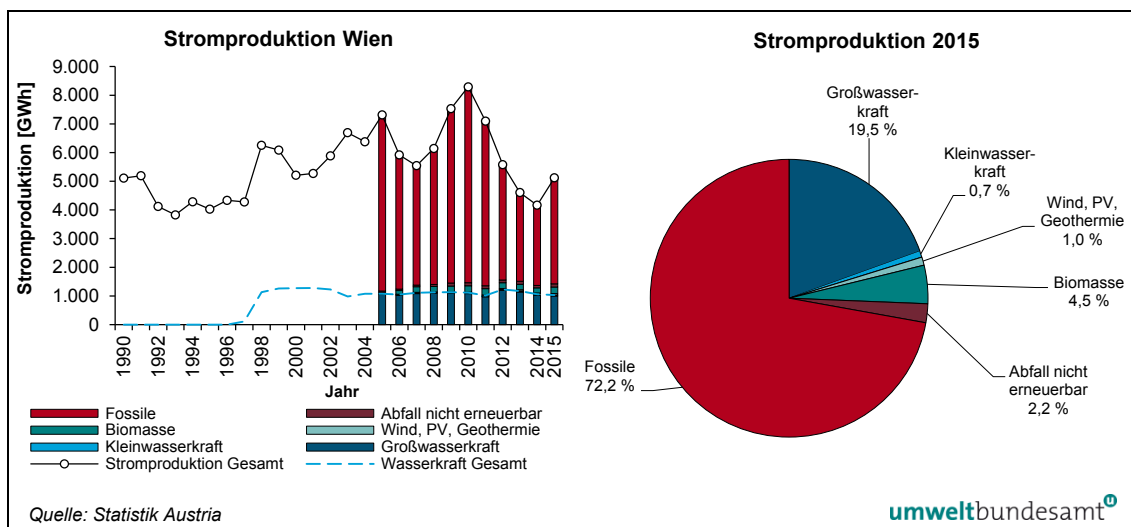 Stromproduktion Wien
Stromproduktion [GWh]
9.000
8.000
7.000
6.000
5.000
4.000
3.000
2.000
1.000
0
1990
1992
1994
1996
1998
2000
2002
2004
2006
2008
2010
2012
2014
2015
Jahr
Fossile
Abfall nicht erneuerbar
Biomasse
Wind, PV, Geothermie
Kleinwasserkraft
Großwasserkraft
Stromproduktion Gesamt
Wasserkraft Gesamt
Quelle: Statistik Austria
Stromproduktion 2015
Großwasser-
kraft
19,5 %
Kleinwasser-
kraft
0,7 %
Wind, PV,
Geothermie
1,0 %
Biomasse
4,5 %
Abfall nicht
erneuerbar
2,2 %
Fossile
72,2 %
umweltbundesamt u